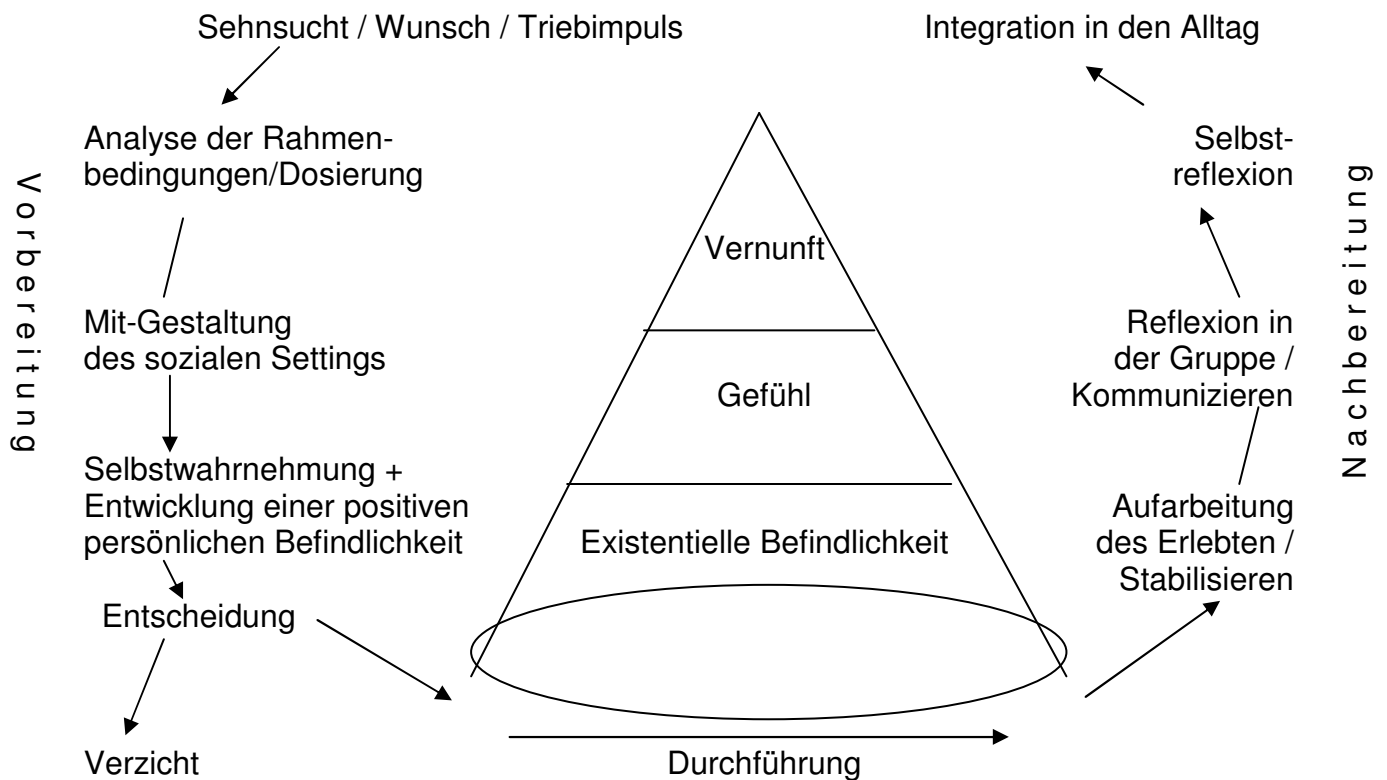 Sehnsucht / Wunsch / Triebimpuls
Integration in den Alltag
Vorbereitung
Analyse der Rahmen-
bedingungen/Dosierung
Mit-Gestaltung
des sozialen Settings
Selbstwahrnehmung +
Entwicklung einer positiven
persönlichen Befindlichkeit
Entscheidung
Verzicht
Vernunft
Gefühl
Existentielle Befindlichkeit
Durchführung
Selbst-
reflexion
Reflexion in
der Gruppe /
Kommunizieren
Aufarbeitung
des Erlebten /
Stabilisieren
Nachbereitung